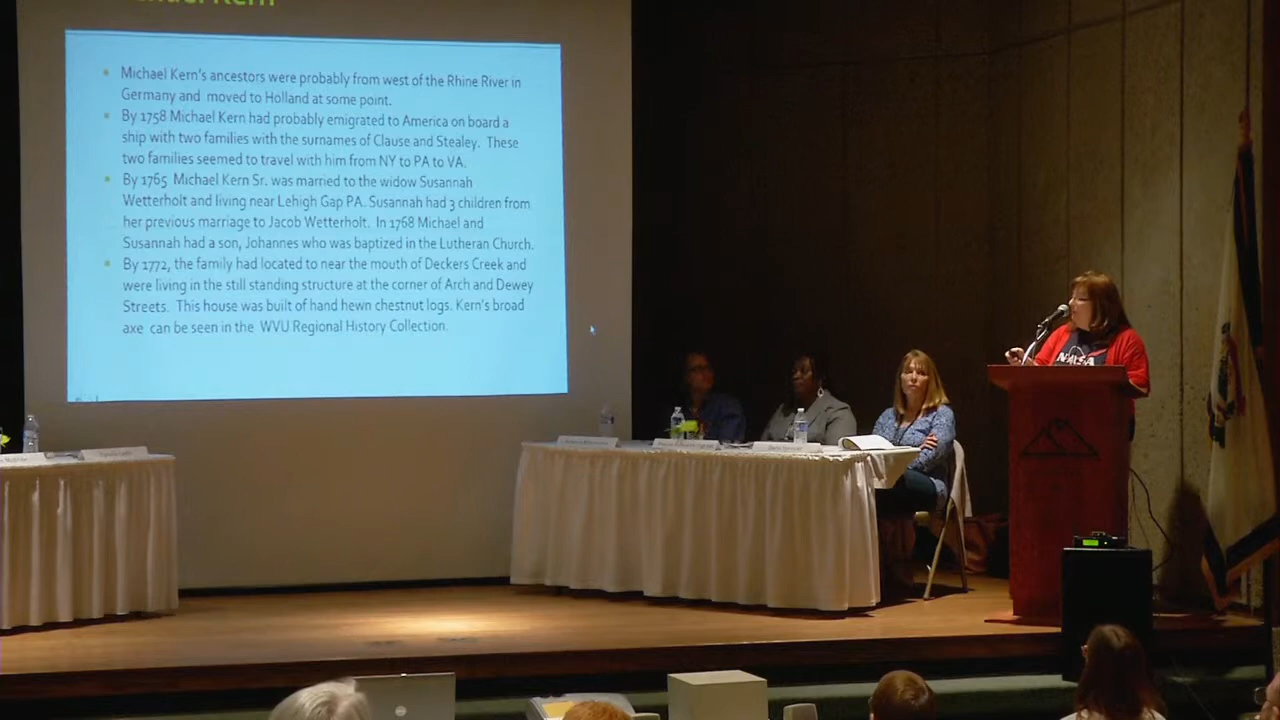 Kern
Michael Kern's ancestors were probably from west of the Rhine River in
Germany and moved to Holland at some point.
By 1758 Michael Kern had probably emigrated to America on board a
ship with two families with the surnames of Clause and Stealey. These
two families seemed to travel with him from NY to PA to VA.
By 1765 Michael Kern Sr. was married to the widow Susannah
Wetterholt and living near Lehigh Gap PA. Susannah had 3 children from
her previous marriage to Jacob Wetterholt. In 1768 Michael and
Susannah had a son, Johannes who was baptized in the Lutheran Church.
By 1772, the family had located to near the mouth of Deckers Creek and
were living in the still standing structure at the corner of Arch and Dewey
Streets. This house was built of hand hewn chestnut logs. Kern's broad
axe can be seen in the WVU Regional History Collection.